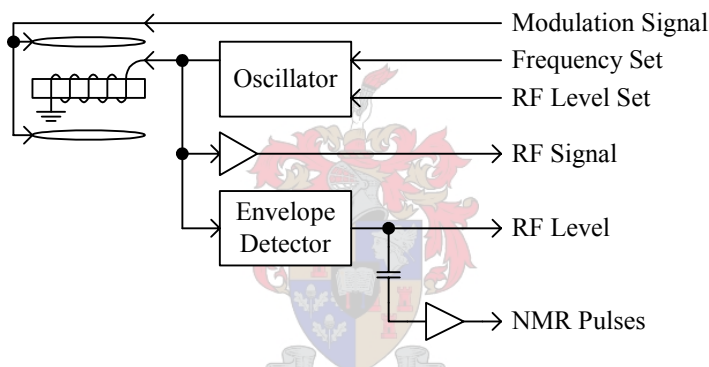 Modulation Signal
Frequency Set
Oscillator
RF Level Set
RF Signal
Envelope
Detector
RF Level
NMR Pulses